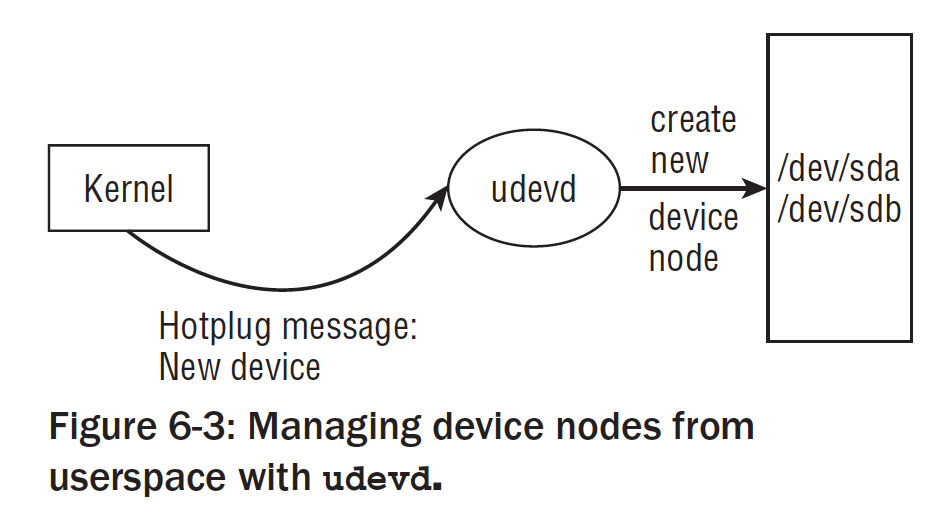 Kernel
Hotplug message:
New device
udevd
create
new
device
node
/dev/sda
/dev/sdb
Figure 6-3: Managing device nodes from
userspace with udevd.